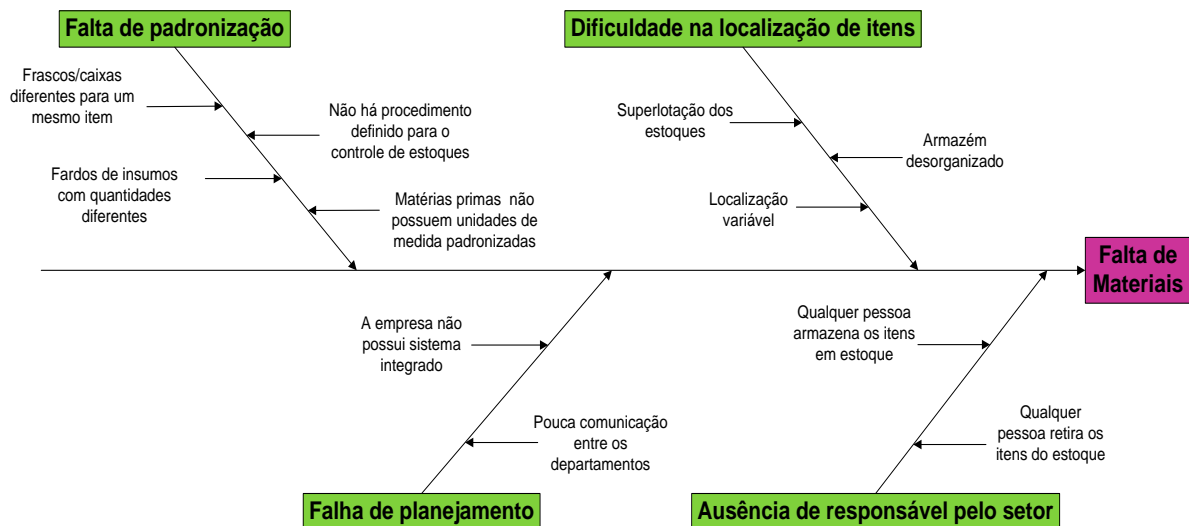 Falta de padronização
Dificuldade na localização de itens
Frascos/caixas
diferentes para um
mesmo item
Não há procedimento
definido para o
controle de estoques
Fardos de insumos
com quantidades
diferentes
Matérias primas não
possuem unidades de
medida padronizadas
Superlotação dos
estoques
Armazém
desorganizado
Localização
variável
Falta de
Materiais
A empresa não
possui sistema
integrado
Pouca comunicação
entre os
departamentos
Qualquer pessoa
armazena os itens
em estoque
Qualquer
pessoa retira os
itens do estoque
Falha de planejamento
Ausência de responsável pelo setor